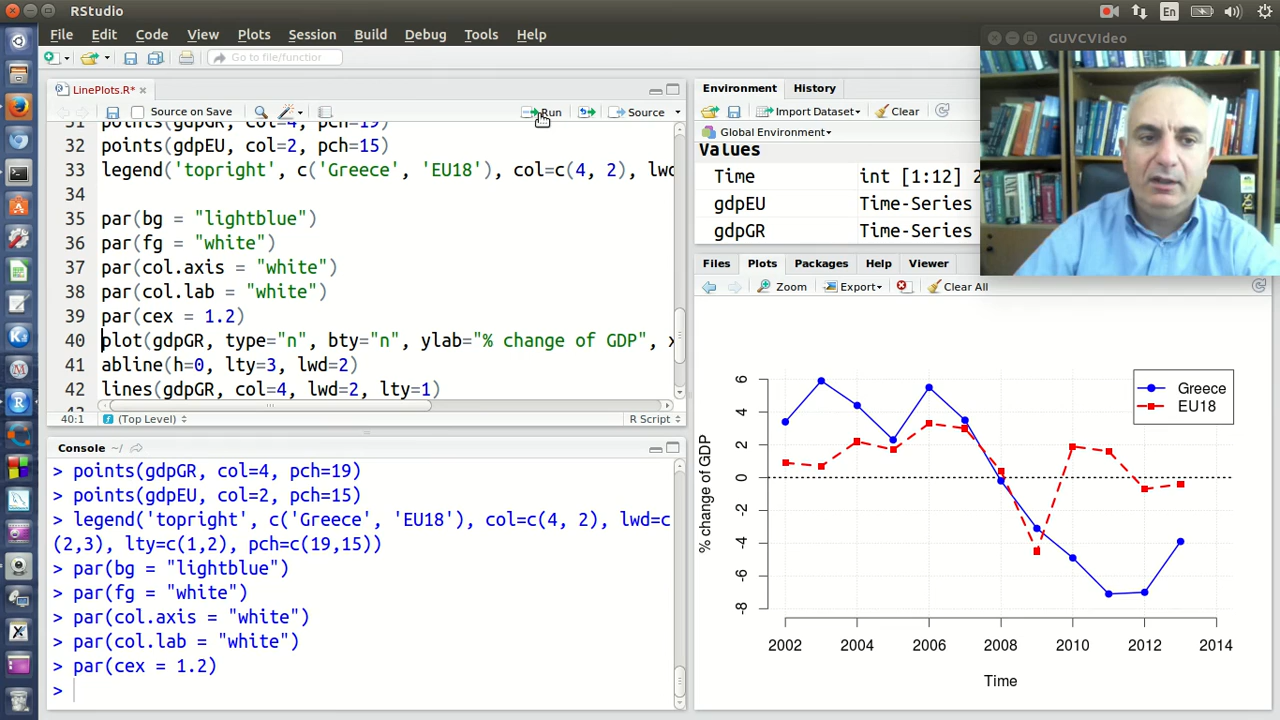 RStudio
En
File Edit Code View Plots Session Build Debug Tools Help
Go to file/function
GUVCVIdeo
LinePlots.R*
Source on Save
Run
Source
31 points(gdpGR, col=4, pch=19)
32 points(gdpEU, col=2, pch=15)
33 legend('topright', c('Greece', 'EU18'), col=c(4, 2), lwd
34
35 par(bg = "lightblue")
36 par(fg = "white")
37 par(col.axis = "white")
38 par(col.lab = "white")
39 par(cex = 1.2)
40 plot(gdpGR, type="n", bty="n", ylab="% change of GDP", x
41 abline(h=0, lty=3, lwd=2)
42 lines(gdpGR, col=4, lwd=2, lty=1)
40:1 (Top Level) R Script
Console ~/
> points(gdpGR, col=4, pch=19)
> points(gdpEU, col=2, pch=15)
> legend('topright', c('Greece', 'EU18'), col=c(4, 2), lwd=c
(2,3), lty=c(1,2), pch=c(19,15))
> par(bg = "lightblue")
> par(fg = "white")
> par(col.axis = "white")
> par(col.lab = "white")
> par(cex = 1.2)
>
Environment History
Import Dataset Clear
Global Environment
Values
Time int [1:12] 2
gdpEU Time-Series
gdpGR Time-Series
Files Plots Packages Help Viewer
Zoom Export Clear All
Greece
EU18
% change of GDP
6
4
2
0
-2
-4
-6
-8
2002 2004 2006 2008 2010 2012 2014
Time